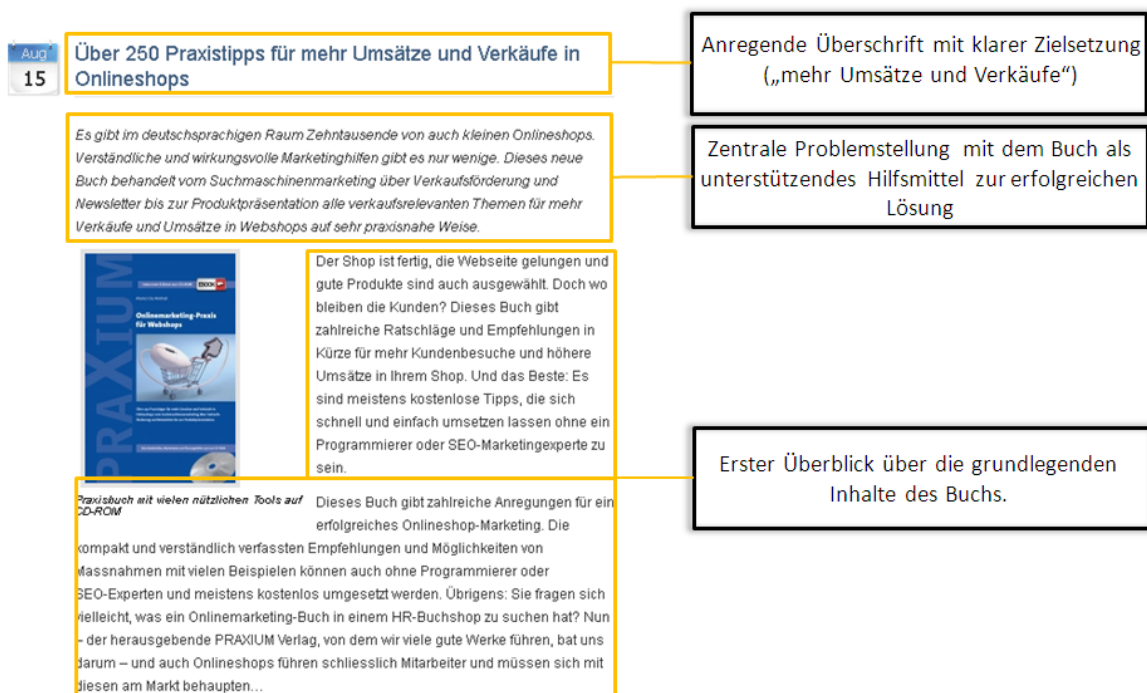 Aug
15
Über 250 Praxistipps für mehr Umsätze und Verkäufe in
Onlineshops
Anregende Überschrift mit klarer Zielsetzung
(„mehr Umsätze und Verkäufe“)
Es gibt im deutschsprachigen Raum Zehntausende von auch kleinen Onlineshops.
Verständliche und wirkungsvolle Marketinghilfen gibt es nur wenige. Dieses neue
Buch behandelt vom Suchmaschinenmarketing über Verkaufsförderung und
Newsletter bis zur Produktpräsentation alle verkaufsrelevanten Themen für mehr
Verkäufe und Umsätze in Webshops auf sehr praxisnahe Weise.
Zentrale Problemstellung mit dem Buch als
unterstützendes Hilfsmittel zur erfolgreichen
Lösung
PRAXIUM
EBOOK
Onlinemarketing-Praxis
für Webshops
Der Shop ist fertig, die Webseite gelungen und
gute Produkte sind auch ausgewählt. Doch wo
bleiben die Kunden? Dieses Buch gibt
zahlreiche Ratschläge und Empfehlungen in
Kürze für mehr Kundenbesuche und höhere
Umsätze in Ihrem Shop. Und das Beste: Es
sind meistens kostenlose Tipps, die sich
schnell und einfach umsetzen lassen ohne ein
Programmierer oder SEO-Marketingexperte zu
sein.
Praxisbuch mit vielen nützlichen Tools auf
CD-ROM
Dieses Buch gibt zahlreiche Anregungen für ein
erfolgreiches Onlineshop-Marketing. Die
kompakt und verständlich verfassten Empfehlungen und Möglichkeiten von
Massnahmen mit vielen Beispielen können auch ohne Programmierer oder
SEO-Experten und meistens kostenlos umgesetzt werden. Übrigens: Sie fragen sich
vielleicht, was ein Onlinemarketing-Buch in einem HR-Buchshop zu suchen hat? Nun
– der herausgebende PRAXIUM Verlag, von dem wir viele gute Werke führen, bat uns
darum – und auch Onlineshops führen schliesslich Mitarbeiter und müssen sich mit
diesen am Markt behaupten...
Erster Überblick über die grundlegenden
Inhalte des Buchs.